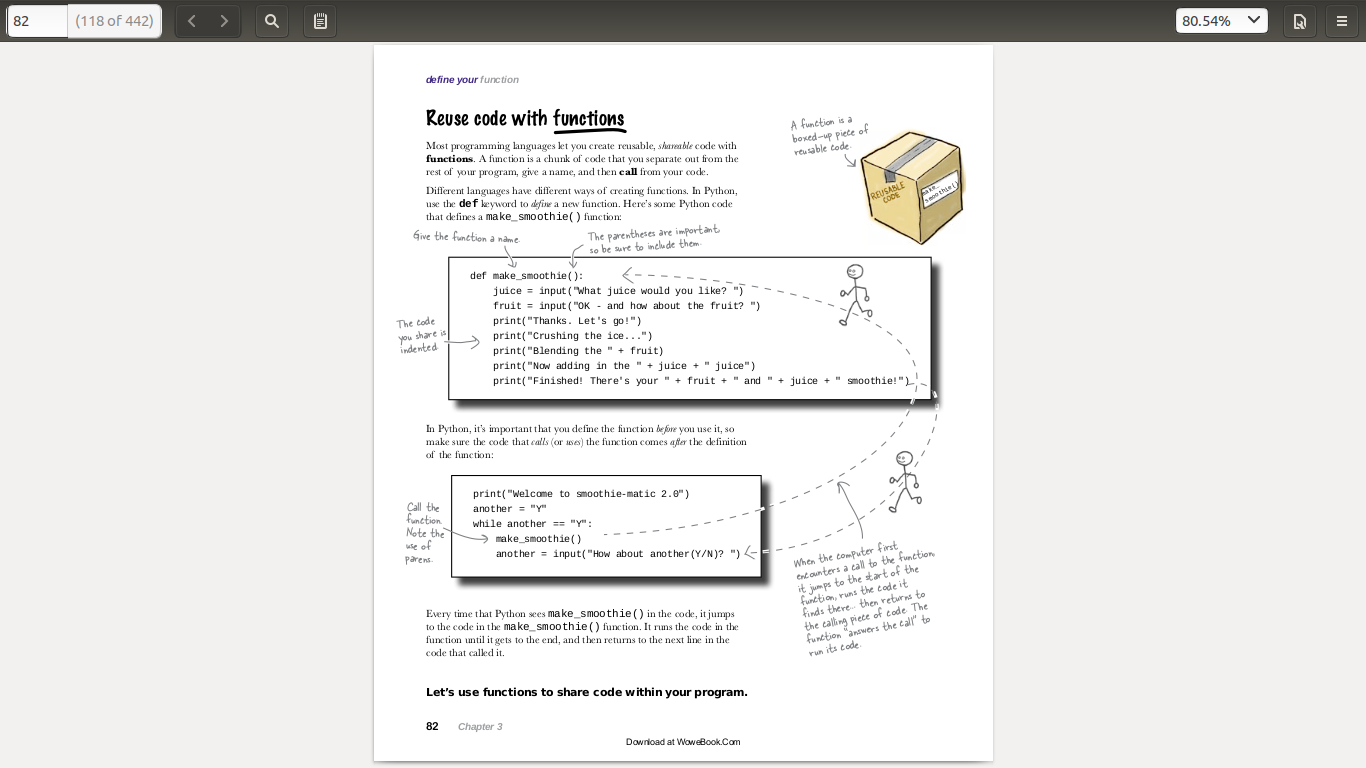 82 (118 of 442)
80.54%
define your function
Reuse code with functions
Most programming languages let you create reusable, shareable code with
functions. A function is a chunk of code that you separate out from the
rest of your program, give a name, and then call from your code.
Different languages have different ways of creating functions. In Python,
use the def keyword to define a new function. Here's some Python code
that defines a make_smoothie() function:
A function is a
boxed-up piece of
reusable code.
REUSABLE
CODE
make_
smoothie()
Give the function a name.
The parentheses are important,
so be sure to include them.
def make_smoothie():
juice = input("What juice would you like? ")
fruit = input("OK - and how about the fruit? ")
print("Thanks. Let's go!")
print("Crushing the ice...")
print("Blending the " + fruit)
print("Now adding in the " + juice + " juice")
print("Finished! There's your " + fruit + " and " + juice + " smoothie!")
The code
you share is
indented.
In Python, it's important that you define the function before you use it, so
make sure the code that calls (or uses) the function comes after the definition
of the function:
print("Welcome to smoothie-matic 2.0")
another = "Y"
while another == "Y":
make_smoothie()
another = input("How about another(Y/N)? ")
Call the
function.
Note the
use of
parens.
When the computer first
encounters a call to the function,
it jumps to the start of the
function, runs the code it
finds there... then returns to
the calling piece of code. The
function "answers the call" to
run its code.
Every time that Python sees make_smoothie() in the code, it jumps
to the code in the make_smoothie() function. It runs the code in the
function until it gets to the end, and then returns to the next line in the
code that called it.
Let's use functions to share code within your program.
82 Chapter 3
Download at WoweBook.Com